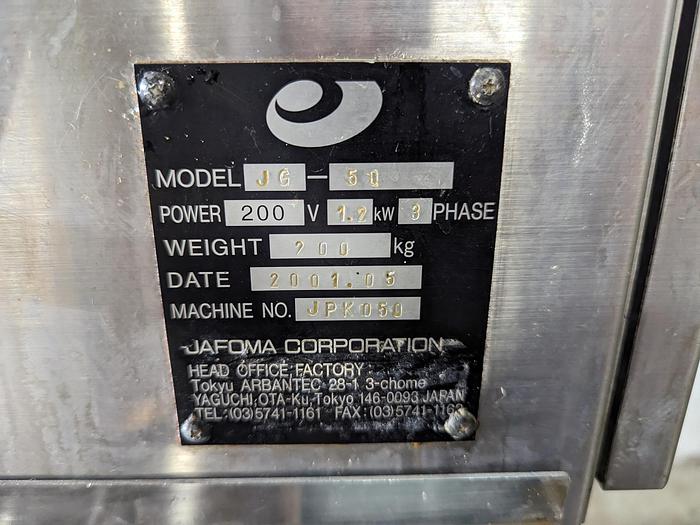 MODEL JG - 50
POWER 200 V 1.2 kW 3 PHASE
WEIGHT 200 kg
DATE 2001.05
MACHINE NO. JPK050
JAFOMA CORPORATION
HEAD OFFICE, FACTORY :
Tokyu ARBANTEC 28-1 3-chome
YAGUCHI, OTA-Ku, Tokyo 146-0093 JAPAN
TEL: (03)5741-1161 FAX: (03)5741-1163